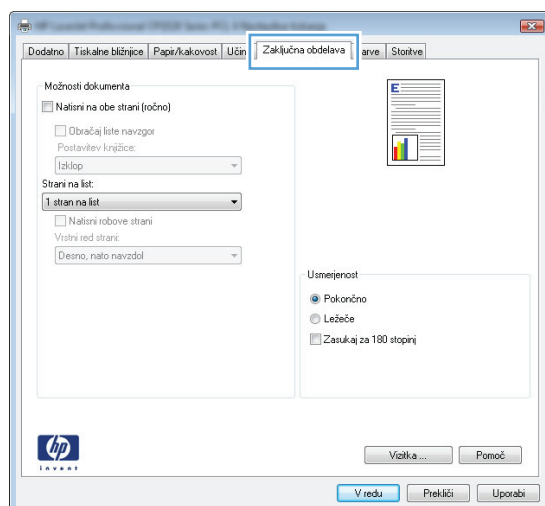 Dodatno Tiskalne bližnjice Papir/kakovost Učin Zaključna obdelava arve Storitve
Možnosti dokumenta
Natisni na obe strani (ročno)
Obračaj liste navzgor
Postavitev knjižice:
Izklop
Strani na list:
1 stran na list
Natisni robove strani
Vrstni red strani:
Desno, nato navzdol
E
Usmerjenost
Pokončno
Ležeče
Zasukaj za 180 stopinj
hp
invent
Vizitka ... Pomoč
V redu Prekliči Uporabi